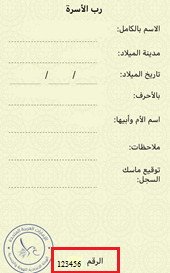 رب الأسرة
الاسم بالكامل:
مدينة الميلاد:
تاريخ الميلاد: / /
بالأحرف:
اسم الأم وأبيها:
ملاحظات:
توقيع ماسك
السجل:
الرقم 123456